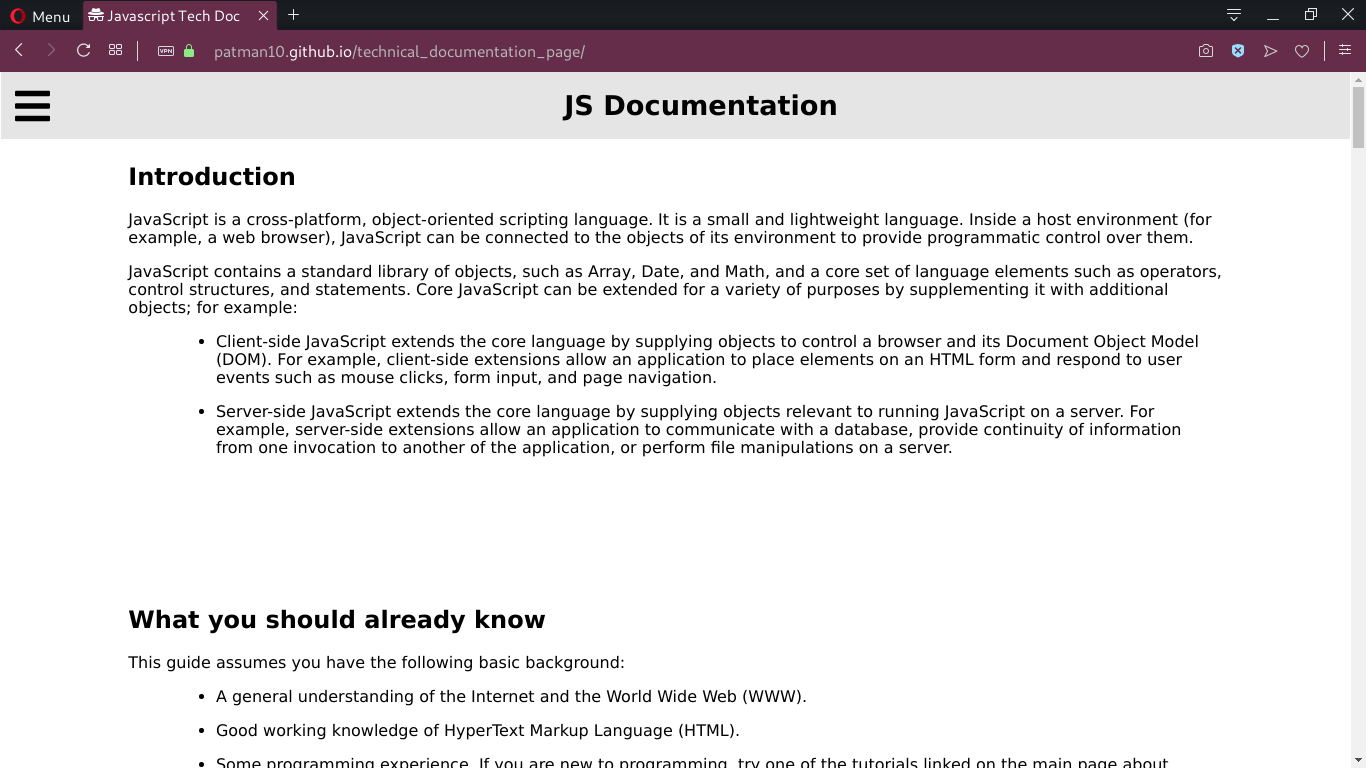 Menu
Javascript Tech Doc
VPN
patman10.github.io/technical_documentation_page/
JS Documentation
Introduction
JavaScript is a cross-platform, object-oriented scripting language. It is a small and lightweight language. Inside a host environment (for
example, a web browser), JavaScript can be connected to the objects of its environment to provide programmatic control over them.
JavaScript contains a standard library of objects, such as Array, Date, and Math, and a core set of language elements such as operators,
control structures, and statements. Core JavaScript can be extended for a variety of purposes by supplementing it with additional
objects; for example:
• Client-side JavaScript extends the core language by supplying objects to control a browser and its Document Object Model
(DOM). For example, client-side extensions allow an application to place elements on an HTML form and respond to user
events such as mouse clicks, form input, and page navigation.
• Server-side JavaScript extends the core language by supplying objects relevant to running JavaScript on a server. For
example, server-side extensions allow an application to communicate with a database, provide continuity of information
from one invocation to another of the application, or perform file manipulations on a server.
What you should already know
This guide assumes you have the following basic background:
• A general understanding of the Internet and the World Wide Web (WWW).
• Good working knowledge of HyperText Markup Language (HTML).
• Some programming experience. If you are new to programming, try one of the tutorials linked on the main page about